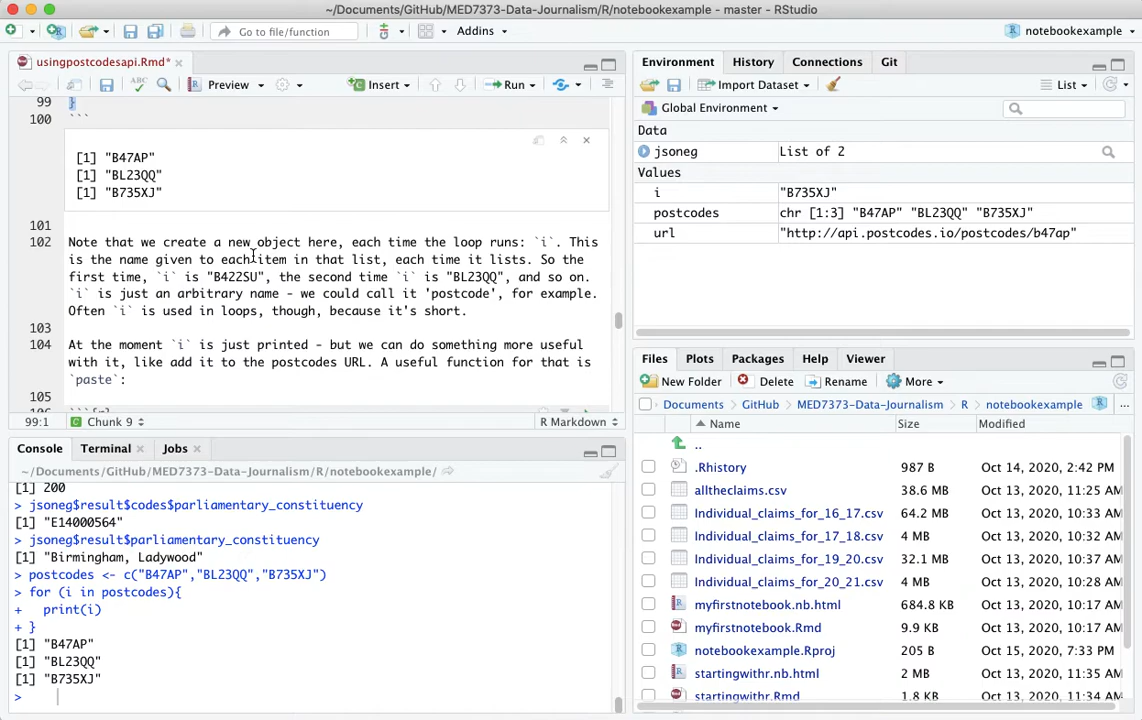 ~/Documents/GitHub/MED7373-Data-Journalism/R/notebookexample - master - RStudio
Go to file/function Addins notebookexample
usingpostcodesapi.Rmd*
ABC Preview Insert Run
99 }
100 ```
[1] "B47AP"
[1] "BL23QQ"
[1] "B735XJ"
101
102 Note that we create a new object here, each time the loop runs: `i`. This
is the name given to each item in that list, each time it lists. So the
first time, `i` is "B422SU", the second time `i` is "BL23QQ", and so on.
`i` is just an arbitrary name - we could call it 'postcode', for example.
Often `i` is used in loops, though, because it's short.
103
104 At the moment `i` is just printed - but we can do something more useful
with it, like add it to the postcodes URL. A useful function for that is
`paste`:
105
106 ```{r}
99:1 Chunk 9 R Markdown
Console Terminal Jobs
~/Documents/GitHub/MED7373-Data-Journalism/R/notebookexample/
[1] 200
> jsoneg$result$codes$parliamentary_constituency
[1] "E14000564"
> jsoneg$result$parliamentary_constituency
[1] "Birmingham, Ladywood"
> postcodes <- c("B47AP","BL23QQ","B735XJ")
> for (i in postcodes){
+   print(i)
+ }
[1] "B47AP"
[1] "BL23QQ"
[1] "B735XJ"
>
Environment History Connections Git
Import Dataset List
Global Environment
Data
jsoneg List of 2
Values
i "B735XJ"
postcodes chr [1:3] "B47AP" "BL23QQ" "B735XJ"
url "http://api.postcodes.io/postcodes/b47ap"
Files Plots Packages Help Viewer
New Folder Delete Rename More
Documents GitHub MED7373-Data-Journalism R notebookexample ...
Name Size Modified
..
.Rhistory 987 B Oct 14, 2020, 2:42 PM
alltheclaims.csv 38.6 MB Oct 13, 2020, 11:25 AM
Individual_claims_for_16_17.csv 64.2 MB Oct 13, 2020, 10:33 AM
Individual_claims_for_17_18.csv 4 MB Oct 13, 2020, 10:32 AM
Individual_claims_for_19_20.csv 32.1 MB Oct 13, 2020, 10:37 AM
Individual_claims_for_20_21.csv 4 MB Oct 13, 2020, 10:28 AM
myfirstnotebook.nb.html 684.8 KB Oct 13, 2020, 10:17 AM
myfirstnotebook.Rmd 9.9 KB Oct 13, 2020, 10:17 AM
notebookexample.Rproj 205 B Oct 15, 2020, 7:33 PM
startingwithr.nb.html 2 MB Oct 13, 2020, 11:35 AM
startingwithr.Rmd 1.8 KB Oct 13, 2020, 11:34 AM